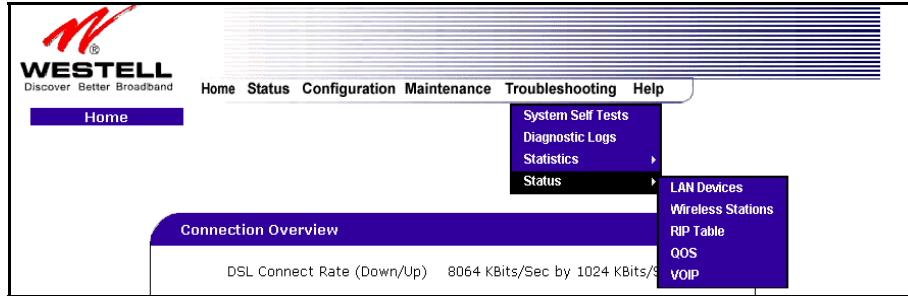 WESTELL
®
Discover Better Broadband
Home Status Configuration Maintenance Troubleshooting Help
Home
System Self Tests
Diagnostic Logs
Statistics
Status
LAN Devices
Wireless Stations
RIP Table
QOS
VOIP
Connection Overview
DSL Connect Rate (Down/Up) 8064 KBits/Sec by 1024 KBits/S